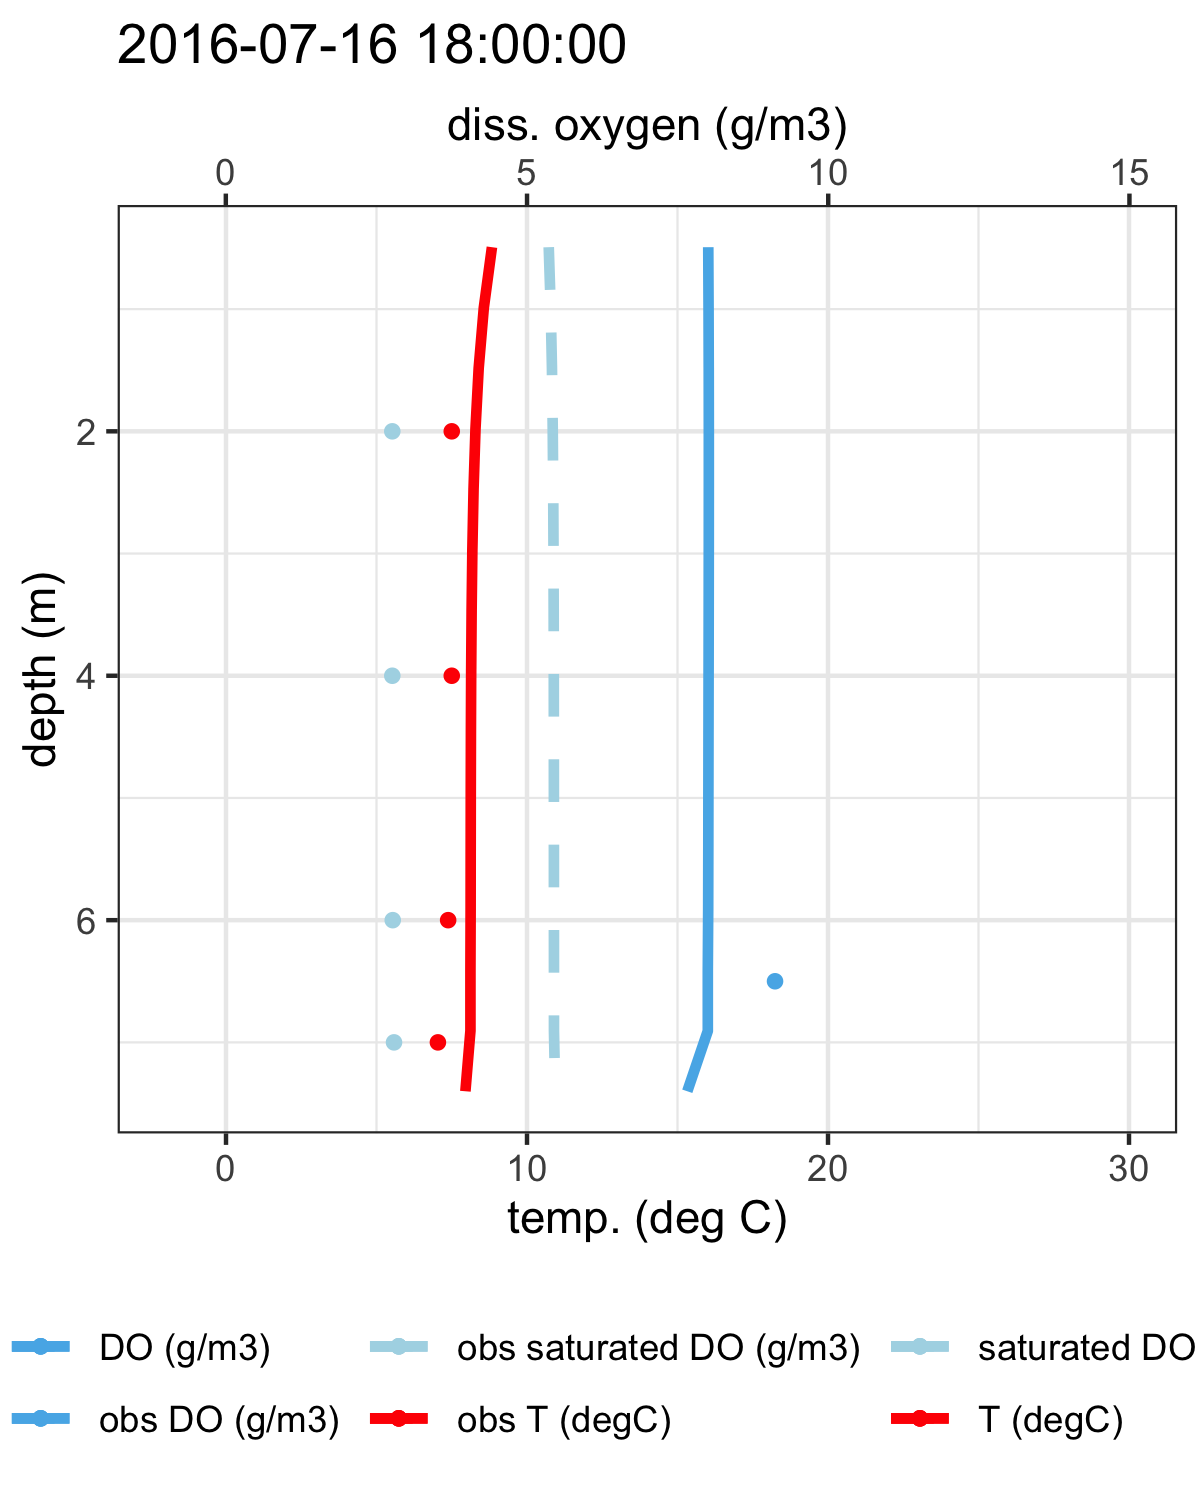 2016-07-16 18:00:00
diss. oxygen (g/m3)
0 5 10 15
depth (m)
2
4
6
0 10 20 30
temp. (deg C)
DO (g/m3) obs saturated DO (g/m3) saturated DO
obs DO (g/m3) obs T (degC) T (degC)